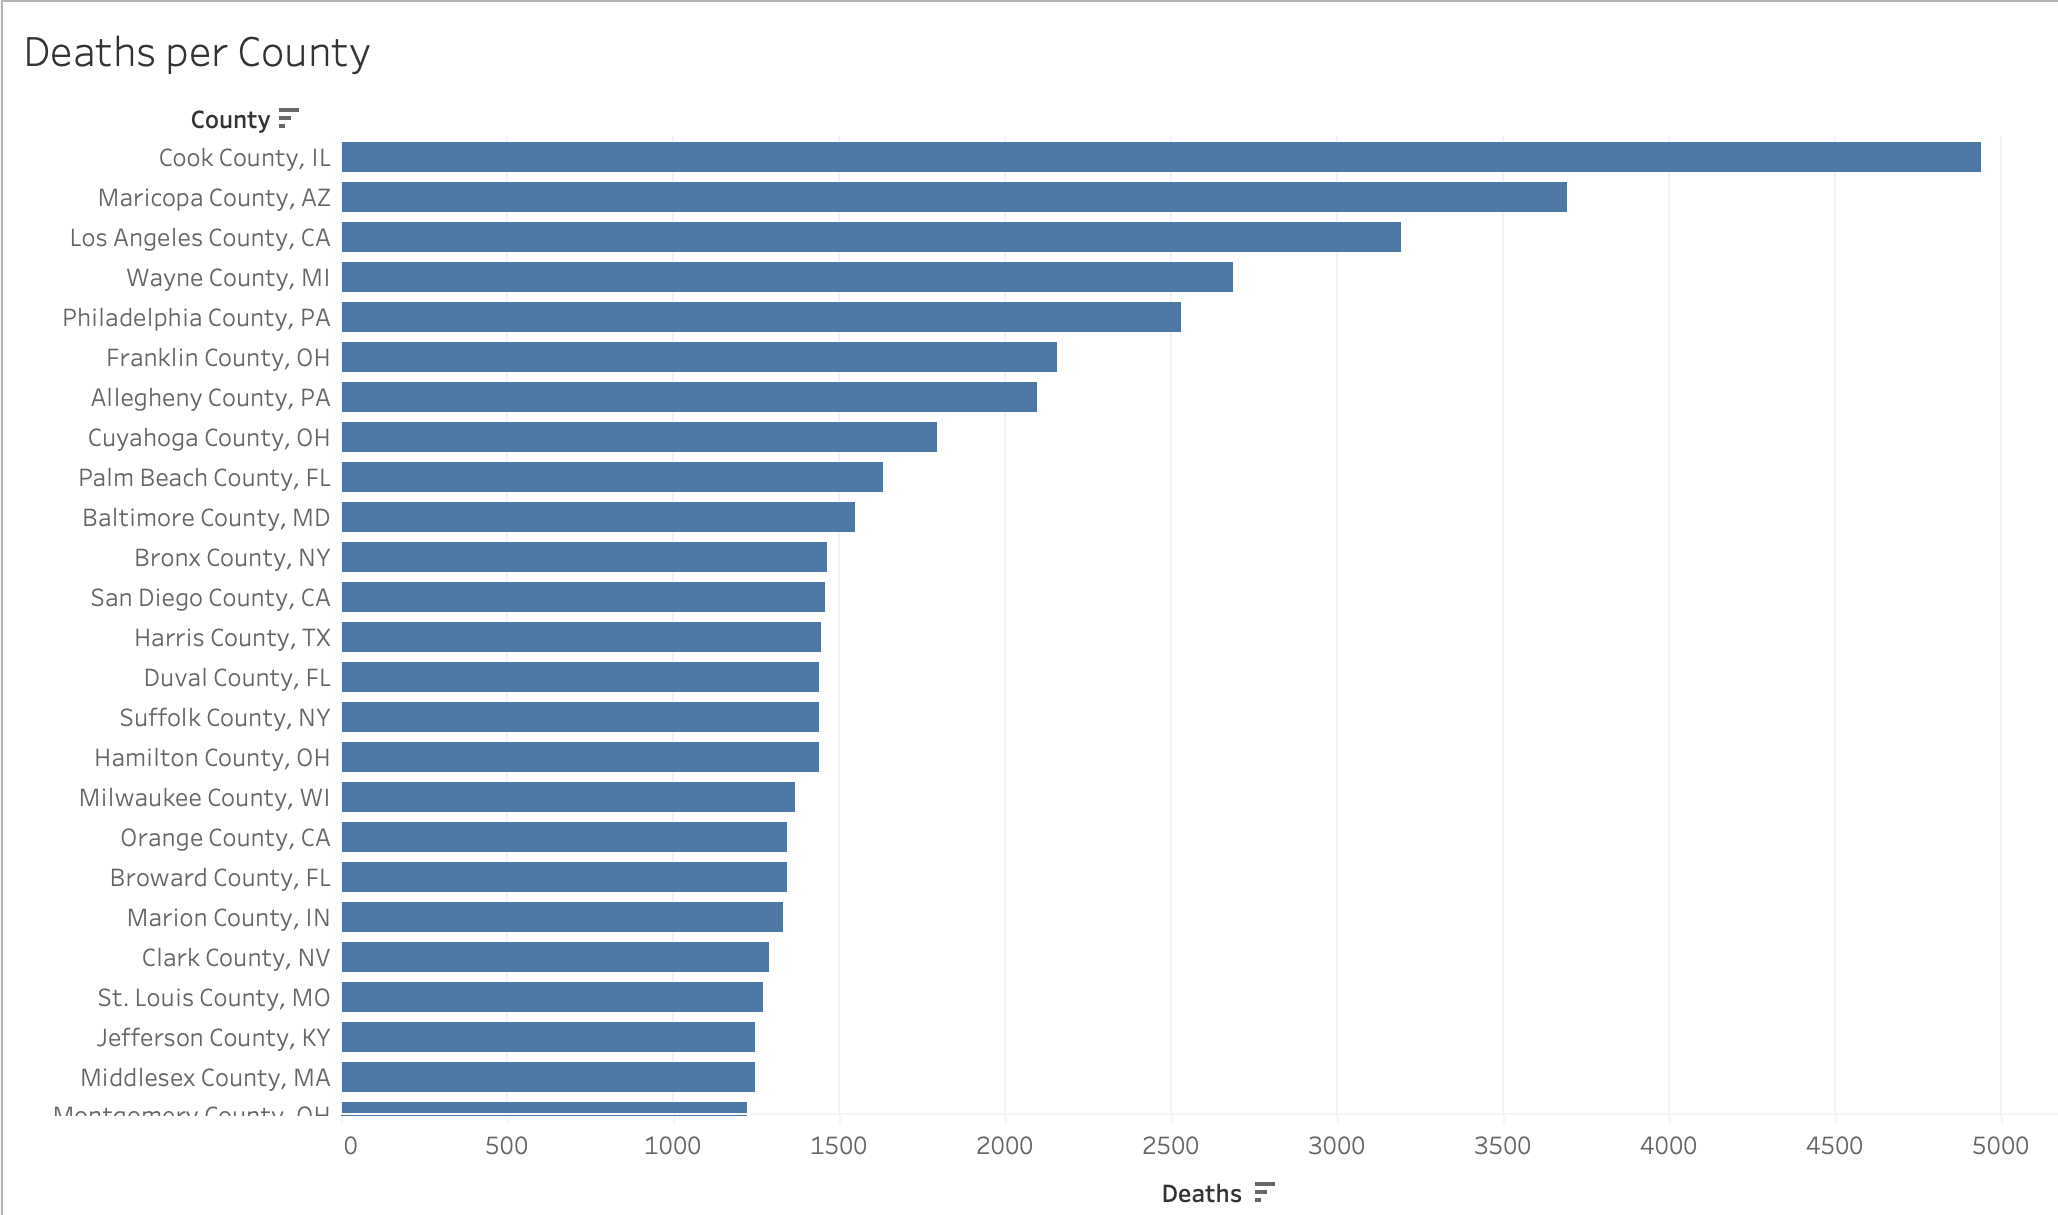 Deaths per County
County
Cook County, IL
Maricopa County, AZ
Los Angeles County, CA
Wayne County, MI
Philadelphia County, PA
Franklin County, OH
Allegheny County, PA
Cuyahoga County, OH
Palm Beach County, FL
Baltimore County, MD
Bronx County, NY
San Diego County, CA
Harris County, TX
Duval County, FL
Suffolk County, NY
Hamilton County, OH
Milwaukee County, WI
Orange County, CA
Broward County, FL
Marion County, IN
Clark County, NV
St. Louis County, MO
Jefferson County, KY
Middlesex County, MA
Montgomery County, OH
0 500 1000 1500 2000 2500 3000 3500 4000 4500 5000
Deaths